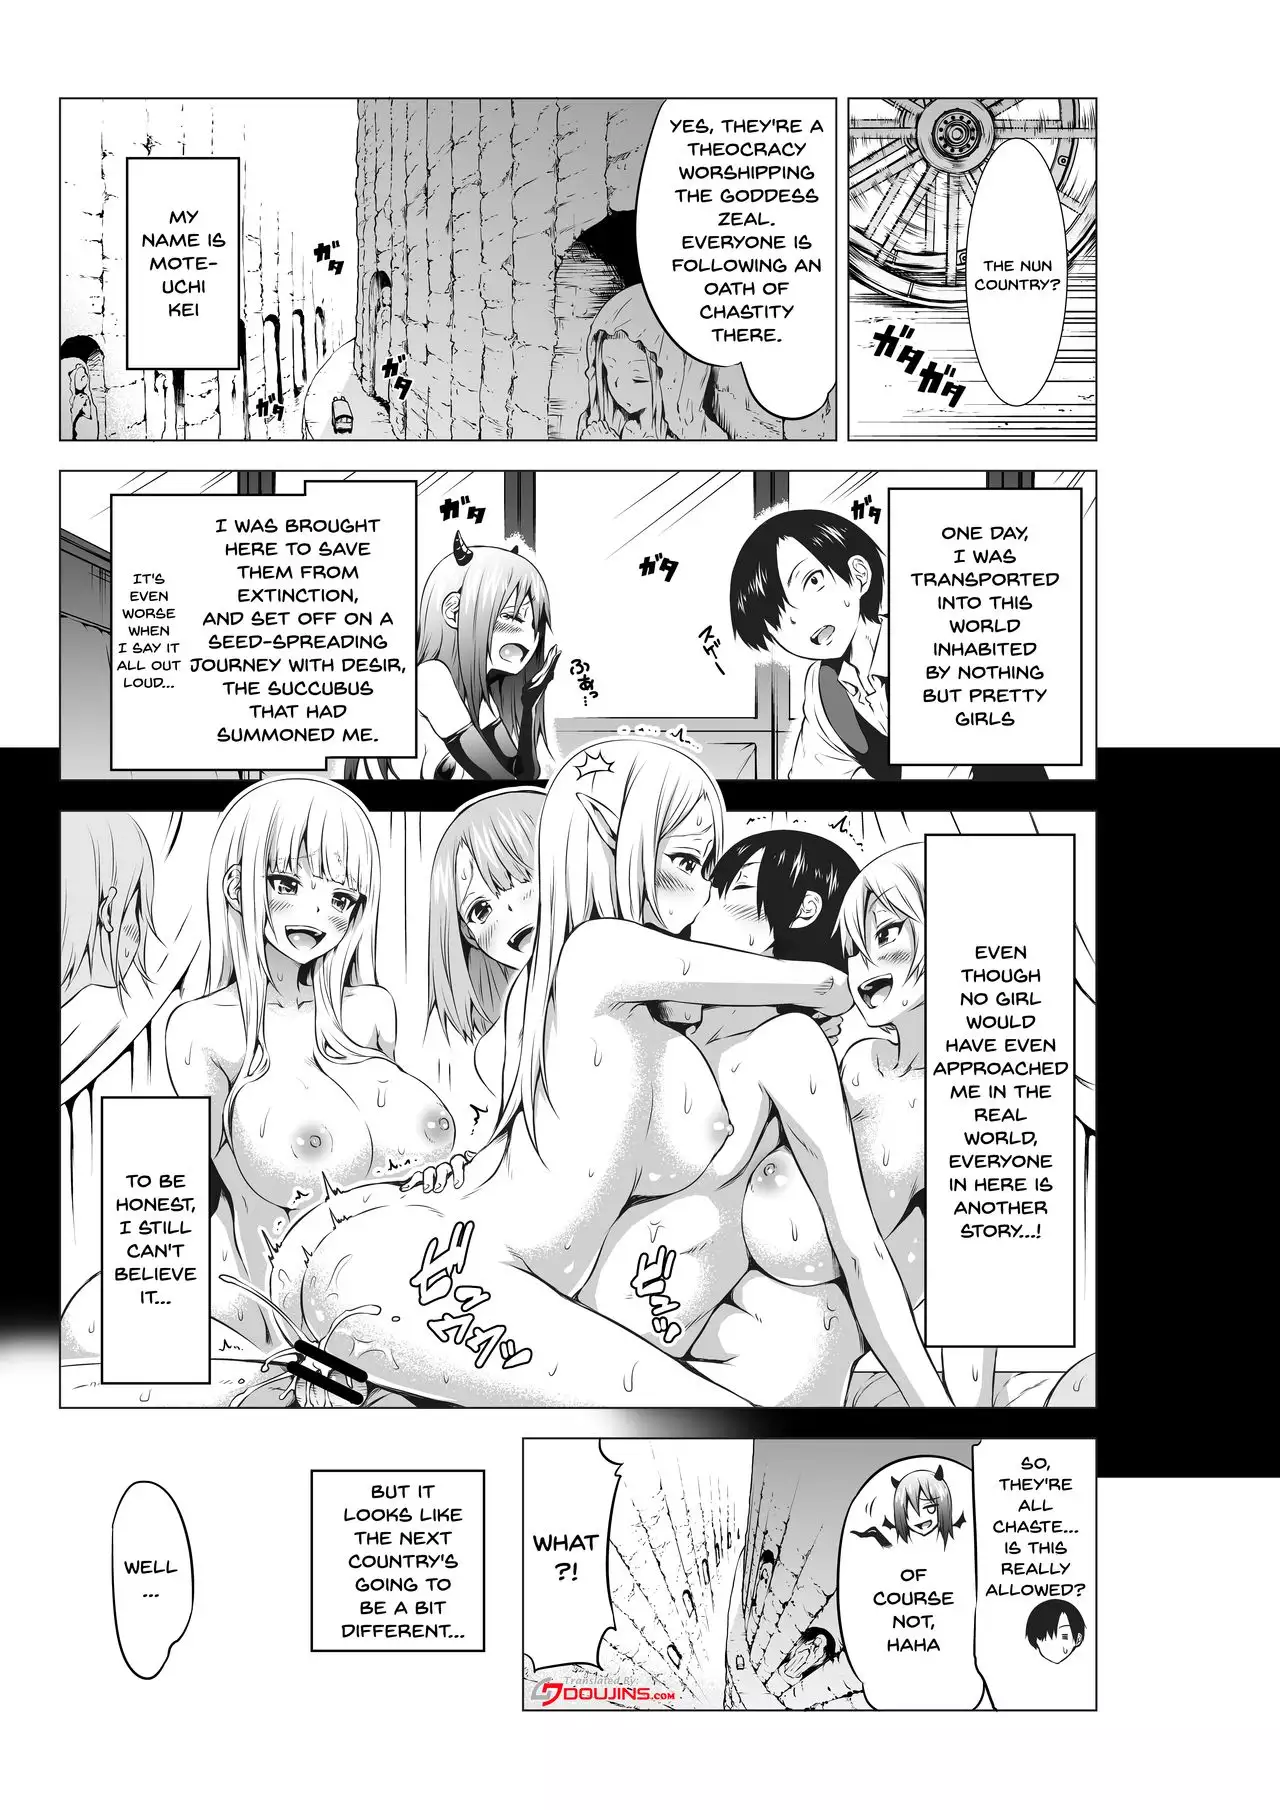 THE NUN
COUNTRY?
ガタ
ガタ
YES, THEY'RE A
THEOCRACY
WORSHIPPING
THE GODDESS
ZEAL.
EVERYONE IS
FOLLOWING AN
OATH OF
CHASTITY
THERE.
ガタ
ガタ
ガタ
MY
NAME IS
MOTE-
UCHI
KEI
ONE DAY,
I WAS
TRANSPORTED
INTO THIS
WORLD
INHABITED
BY NOTHING
BUT PRETTY
GIRLS
ガタ
ガタ
スゲー
ふあっ…
ガタ
I WAS BROUGHT
HERE TO SAVE
THEM FROM
EXTINCTION,
AND SET OFF ON A
SEED-SPREADING
JOURNEY WITH DESIR,
THE SUCCUBUS
THAT HAD
SUMMONED ME.
IT'S
EVEN
WORSE
WHEN
I SAY IT
ALL OUT
LOUD...
EVEN
THOUGH
NO GIRL
WOULD
HAVE EVEN
APPROACHED
ME IN THE
REAL
WORLD,
EVERYONE
IN HERE IS
ANOTHER
STORY...!
TO BE
HONEST,
I STILL
CAN'T
BELIEVE
IT...
SO,
THEY'RE
ALL
CHASTE...
IS THIS
REALLY
ALLOWED?
OF
COURSE
NOT,
HAHA
WHAT
?!
Translated By:
DOUJINS.COM
BUT IT
LOOKS LIKE
THE NEXT
COUNTRY'S
GOING TO
BE A BIT
DIFFERENT...
WELL
...